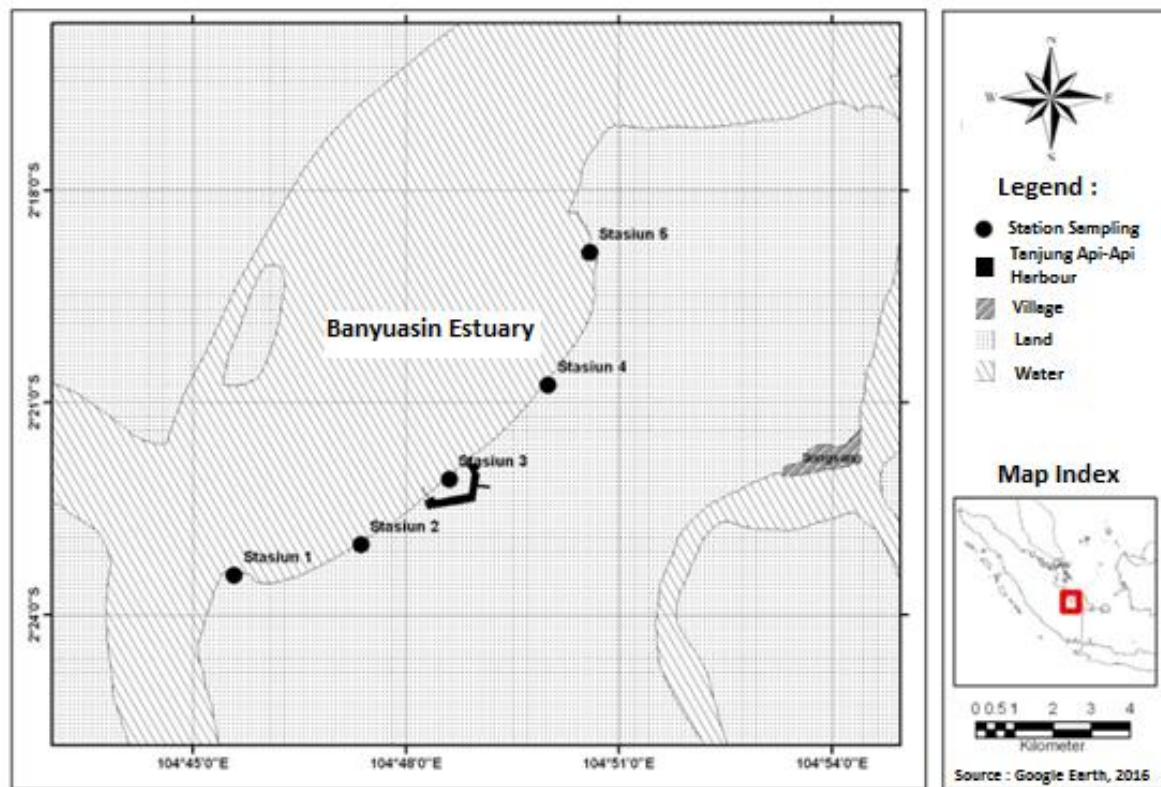 2°18'0"S
2°21'0"S
2°24'0"S
Stasiun 5
Banyuasin Estuary
Stasiun 4
Stasiun 3
Stasiun 2
Stasiun 1
104°45'0"E
104°48'0"E
104°51'0"E
104°54'0"E
N
W
E
S
Legend :
Station Sampling
Tanjung Api-Api
Harbour
Village
Land
Water
Map Index
0 0.5 1 2 3 4
Kilometer
Source : Google Earth, 2016